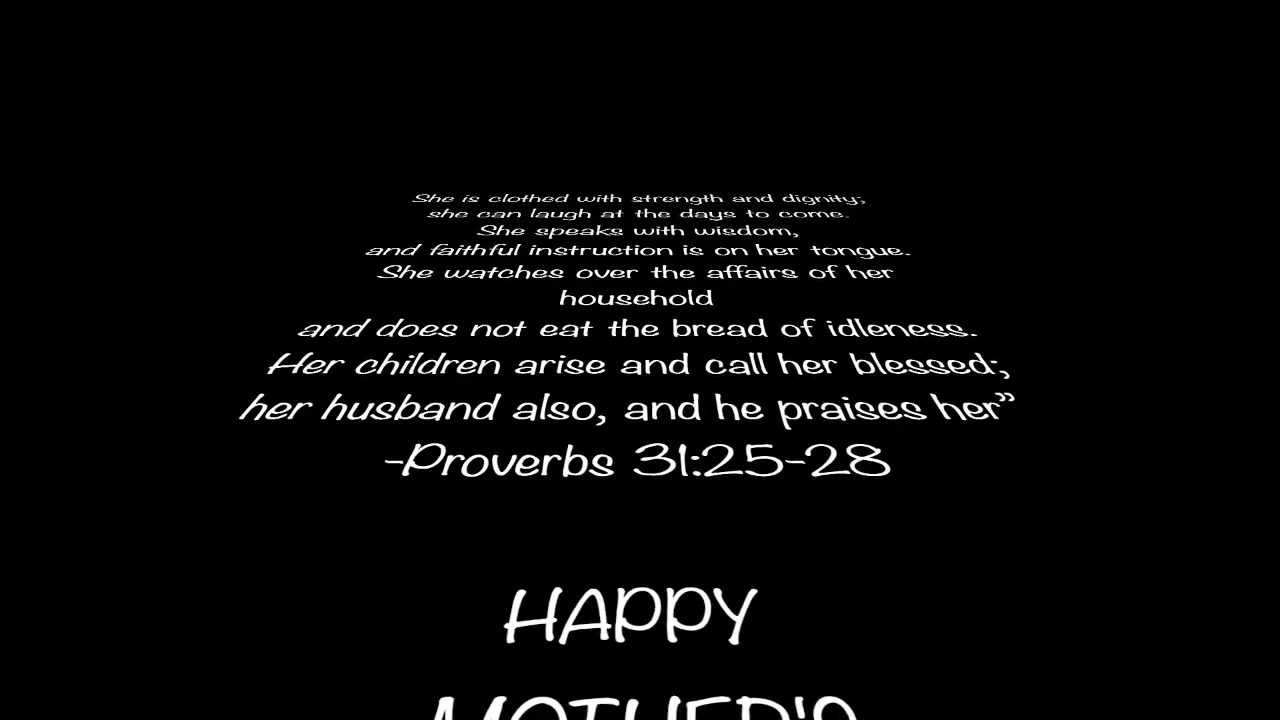 She is clothed with strength and dignity;
she can laugh at the days to come.
She speaks with wisdom,
and faithful instruction is on her tongue.
She watches over the affairs of her
household
and does not eat the bread of idleness.
Her children arise and call her blessed;
her husband also, and he praises her”
-Proverbs 31:25-28
HAPPY
MOTHER'S